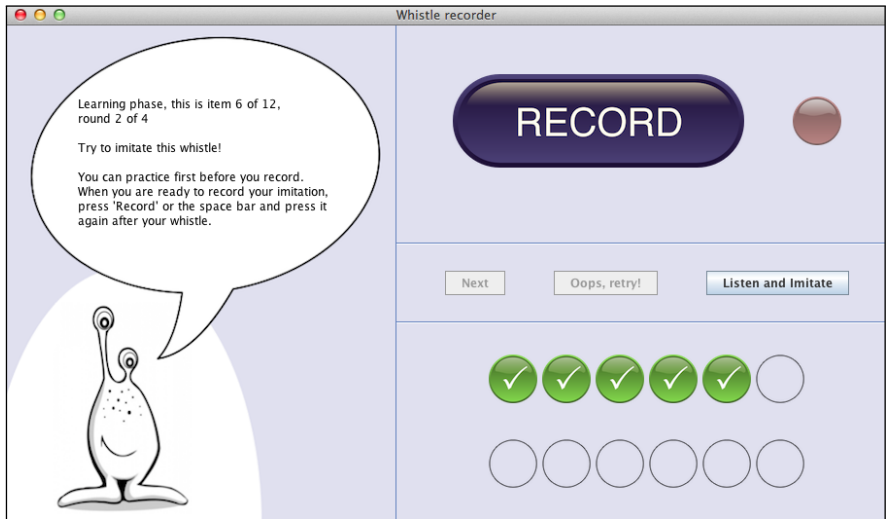 Whistle recorder
Learning phase, this is item 6 of 12,
round 2 of 4
Try to imitate this whistle!
You can practice first before you record.
When you are ready to record your imitation,
press 'Record' or the space bar and press it
again after your whistle.
RECORD
Next
Oops, retry!
Listen and Imitate